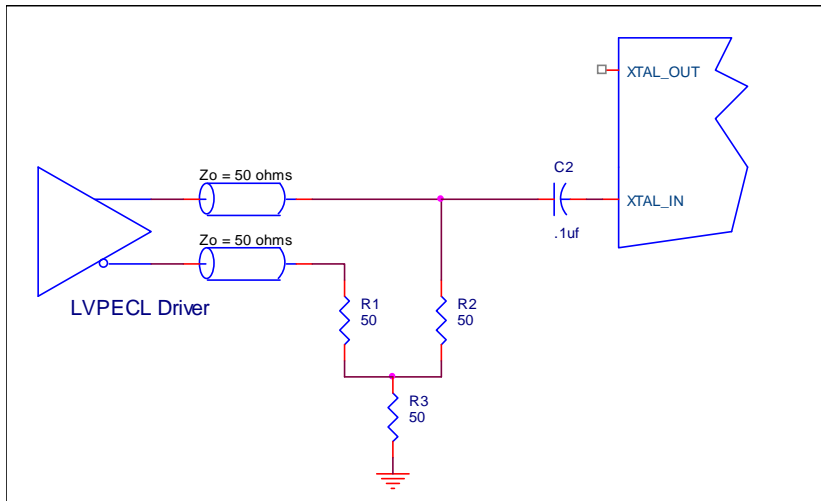 XTAL_OUT
C2
Zo = 50 ohms
XTAL_IN
.1uf
Zo = 50 ohms
LVPECL Driver
R1
50
R2
50
R3
50